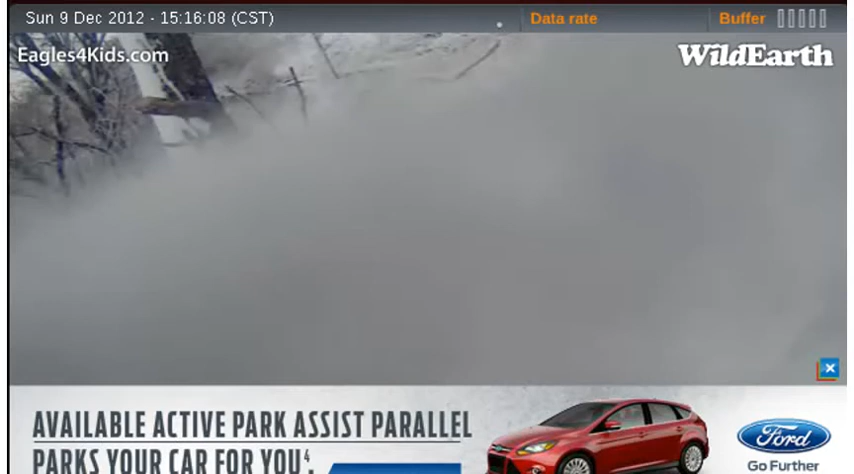 Sun 9 Dec 2012 - 15:16:08 (CST) Data rate Buffer
Eagles4Kids.com WildEarth
AVAILABLE ACTIVE PARK ASSIST PARALLEL
PARKS YOUR CAR FOR YOU⁴.
Ford
Go Further